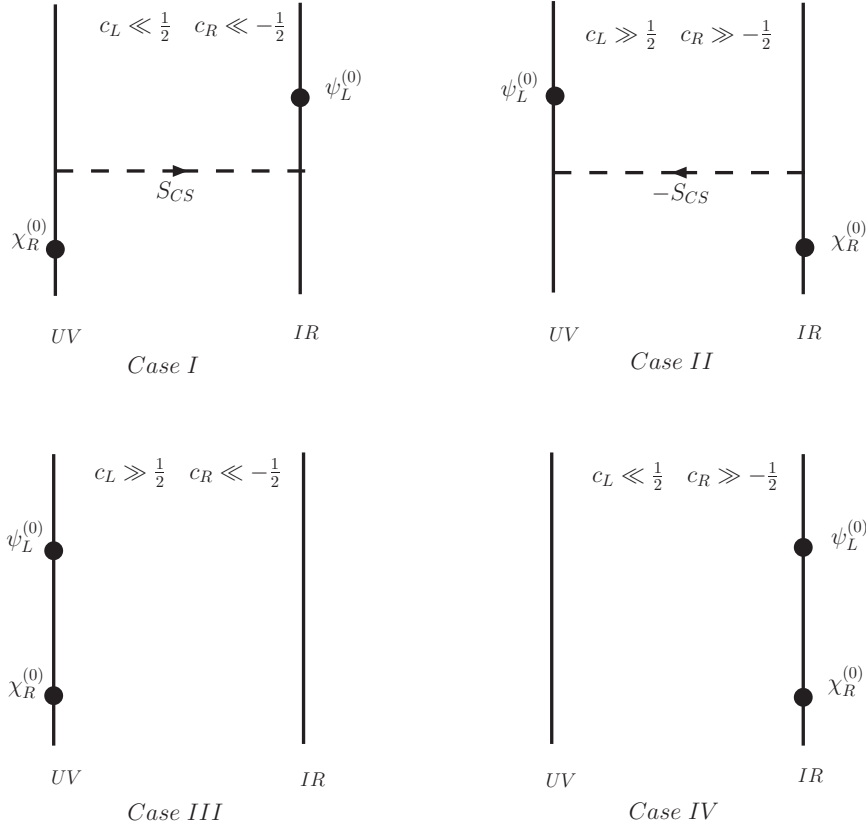 c_L ≪ 1/2 c_R ≪ −1/2
ψ_L^(0)
S_CS
χ_R^(0)
UV
IR
Case I
c_L ≫ 1/2 c_R ≫ −1/2
ψ_L^(0)
−S_CS
χ_R^(0)
UV
IR
Case II
c_L ≫ 1/2 c_R ≪ −1/2
ψ_L^(0)
χ_R^(0)
UV
IR
Case III
c_L ≪ 1/2 c_R ≫ −1/2
ψ_L^(0)
χ_R^(0)
UV
IR
Case IV